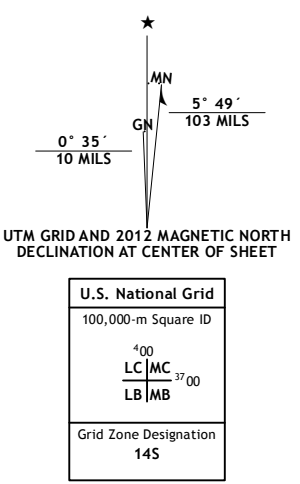 ★
MN
5° 49´
103 MILS
GN
0° 35´
10 MILS
UTM GRID AND 2012 MAGNETIC NORTH
DECLINATION AT CENTER OF SHEET
U.S. National Grid
100,000-m Square ID
⁴00
LC MC
³⁷00
LB MB
Grid Zone Designation
14S